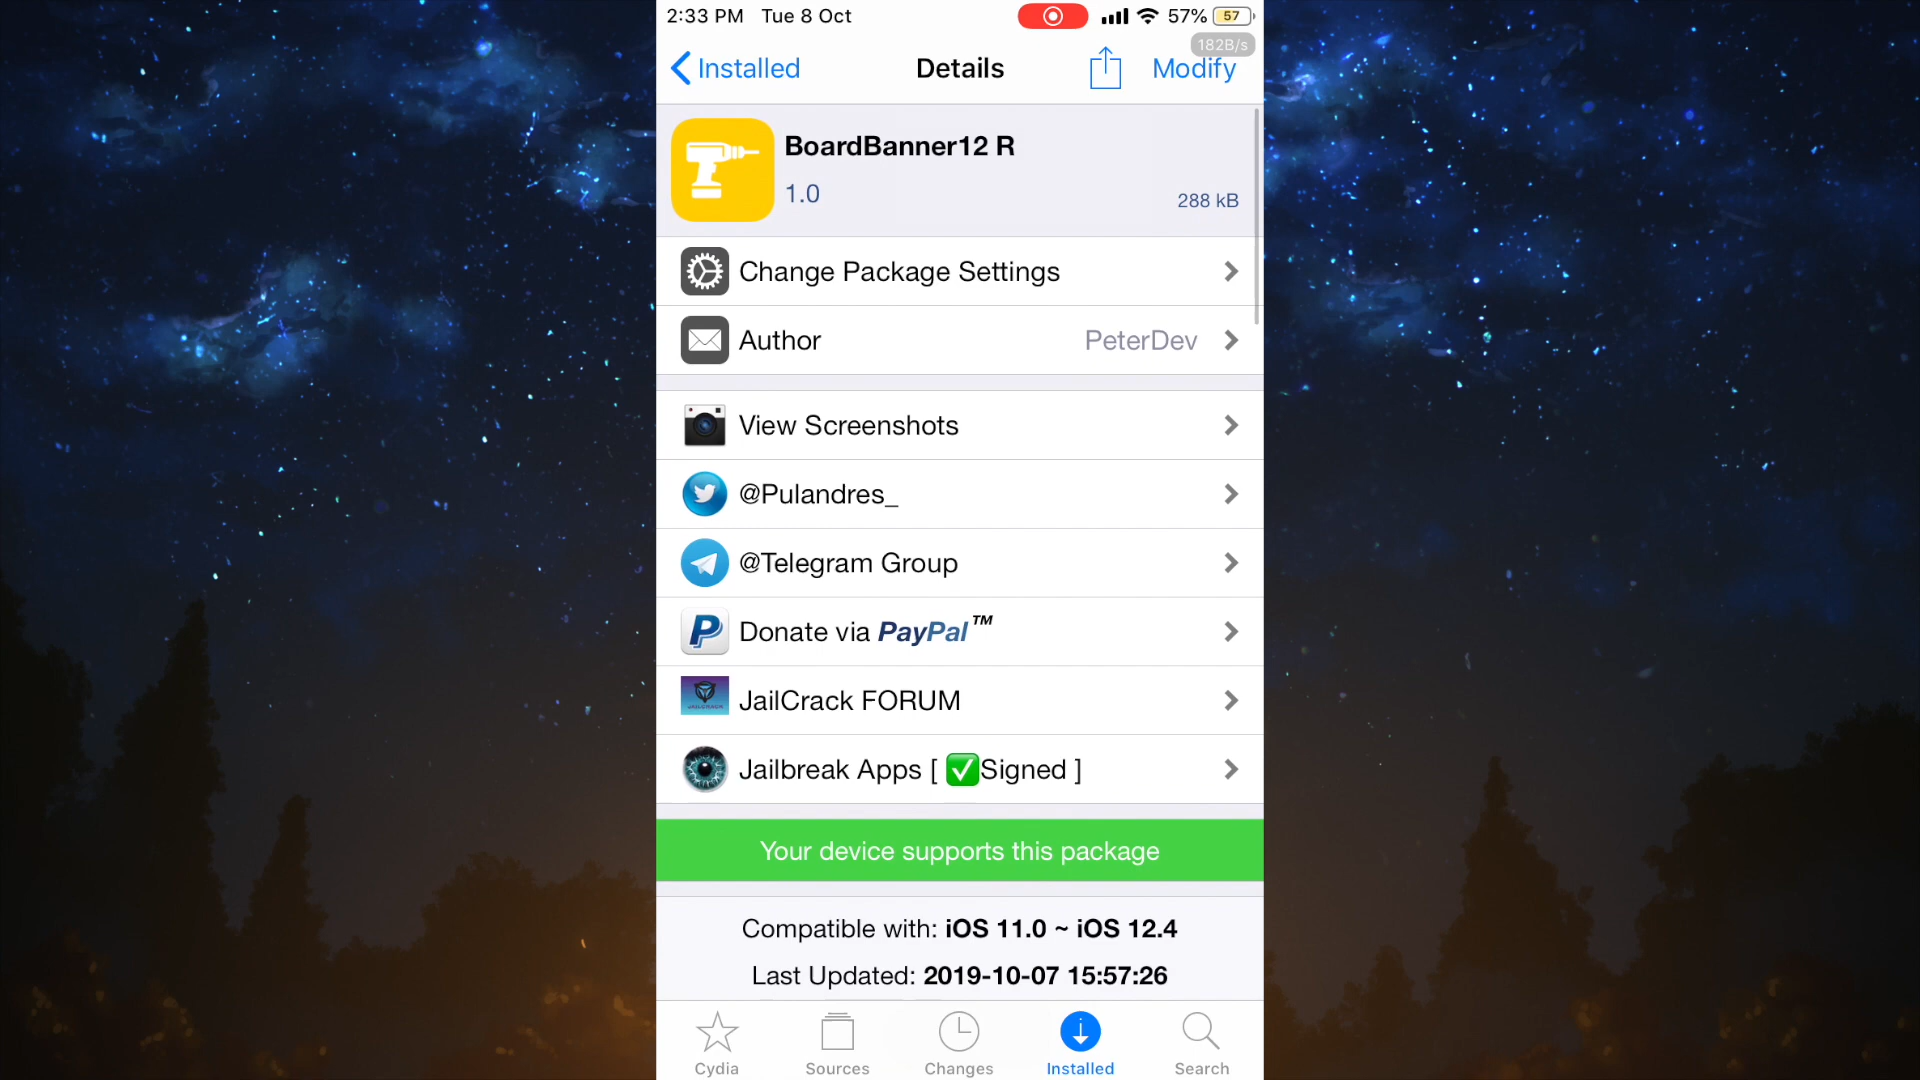 2:33 PM Tue 8 Oct 57% 57
182B/s
Installed Details Modify
BoardBanner12 R
1.0
288 kB
Change Package Settings
Author PeterDev
View Screenshots
@Pulandres_
@Telegram Group
Donate via PayPal™
JAILCRACK
JailCrack FORUM
Jailbreak Apps [ ✅Signed ]
Your device supports this package
Compatible with: iOS 11.0 ~ iOS 12.4
Last Updated: 2019-10-07 15:57:26
Cydia Sources Changes Installed Search